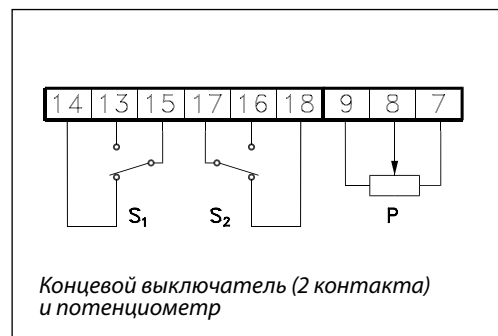 14 13 15 17 16 18 9 8 7
S₁ S₂ P
Концевой выключатель (2 контакта)
и потенциометр